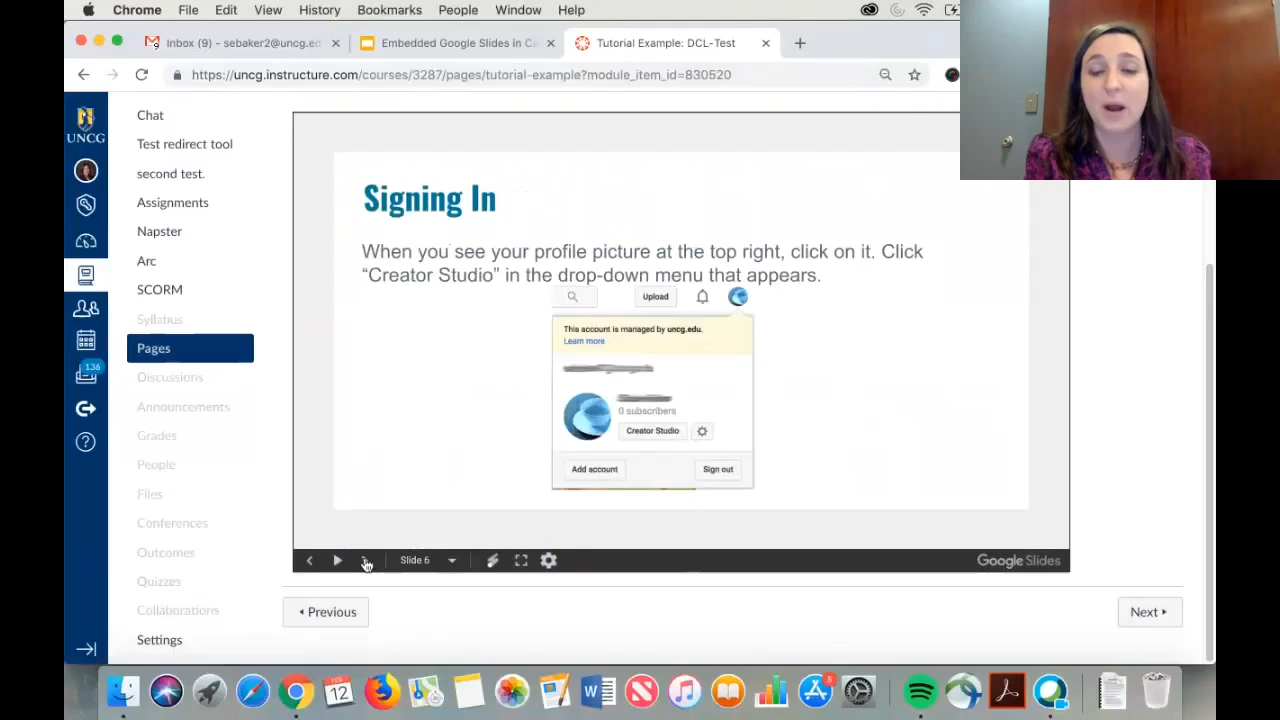 Chrome File Edit View History Bookmarks People Window Help
Inbox (9) - sebaker2@uncg.ed
Embedded Google Slides in Ca
Tutorial Example: DCL-Test
https://uncg.instructure.com/courses/3287/pages/tutorial-example?module_item_id=830520
UNCG
136
Chat
Test redirect tool
second test.
Assignments
Napster
Arc
SCORM
Syllabus
Pages
Discussions
Announcements
Grades
People
Files
Conferences
Outcomes
Quizzes
Collaborations
Settings
Signing In
When you see your profile picture at the top right, click on it. Click
“Creator Studio” in the drop-down menu that appears.
Upload
This account is managed by uncg.edu.
Learn more
0 subscribers
Creator Studio
Add account Sign out
Slide 6
Google Slides
Previous
Next
FEB
12
5